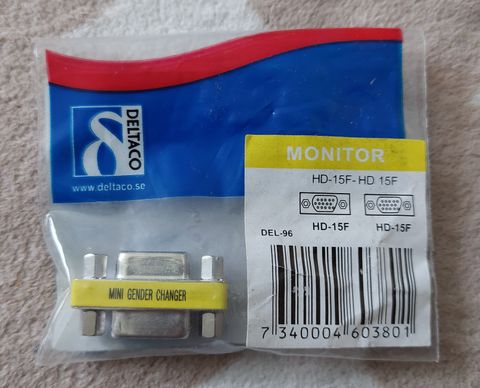 DELTACO
www.deltaco.se
MONITOR
HD-15F-HD 15F
HD-15F HD-15F
DEL-96
7 340004 603801
MINI GENDER CHANGER